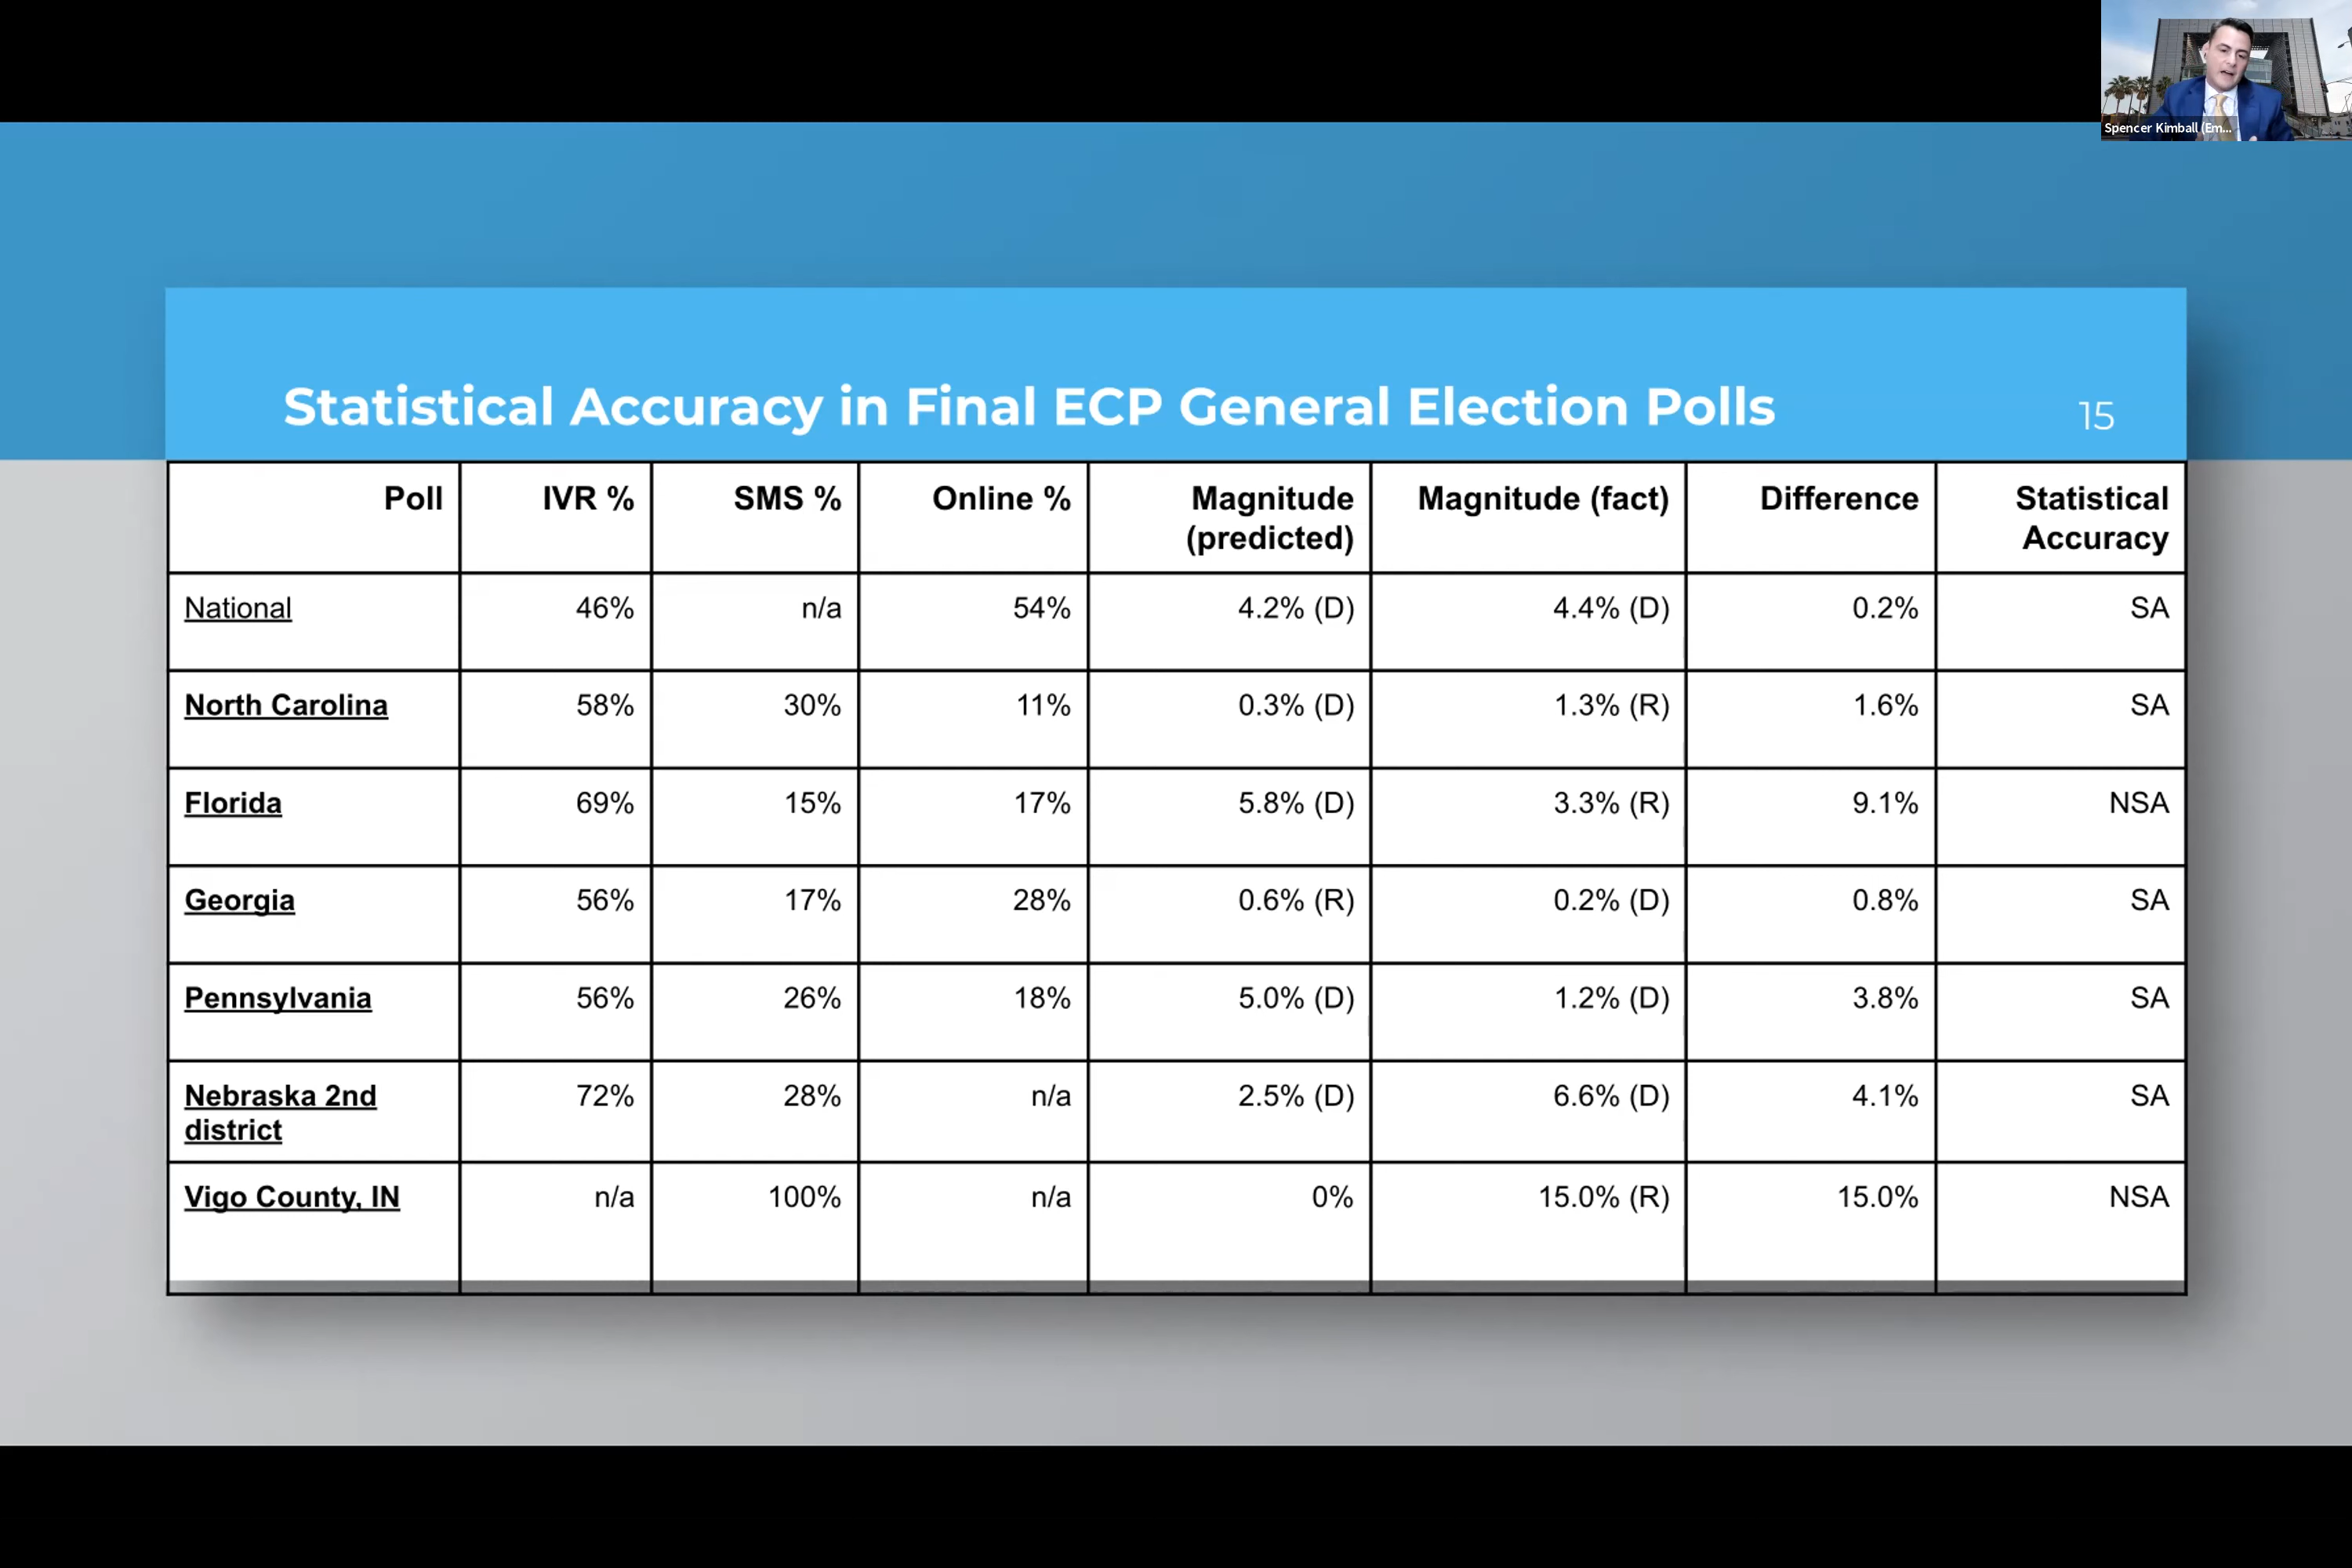 Spencer Kimball (Em...
Statistical Accuracy in Final ECP General Election Polls
15
Poll IVR % SMS % Online % Magnitude (predicted) Magnitude (fact) Difference Statistical Accuracy
National 46% n/a 54% 4.2% (D) 4.4% (D) 0.2% SA
North Carolina 58% 30% 11% 0.3% (D) 1.3% (R) 1.6% SA
Florida 69% 15% 17% 5.8% (D) 3.3% (R) 9.1% NSA
Georgia 56% 17% 28% 0.6% (R) 0.2% (D) 0.8% SA
Pennsylvania 56% 26% 18% 5.0% (D) 1.2% (D) 3.8% SA
Nebraska 2nd district 72% 28% n/a 2.5% (D) 6.6% (D) 4.1% SA
Vigo County, IN n/a 100% n/a 0% 15.0% (R) 15.0% NSA